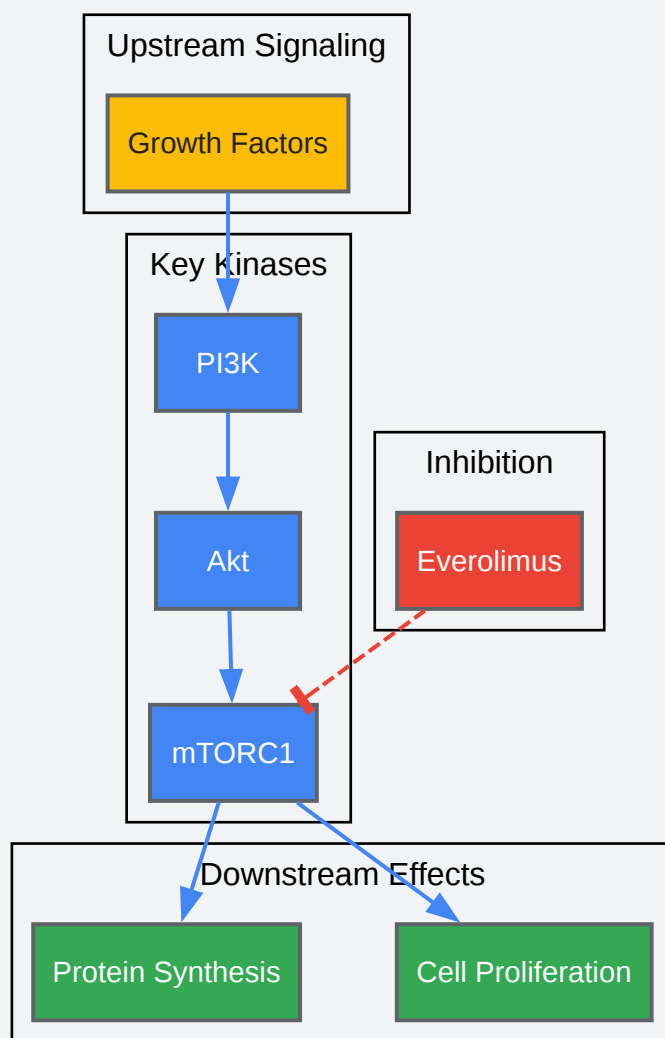 Upstream Signaling
Growth Factors
Key Kinases
PI3K
Inhibition
Akt
Everolimus
mTORC1
Downstream Effects
Protein Synthesis
Cell Proliferation